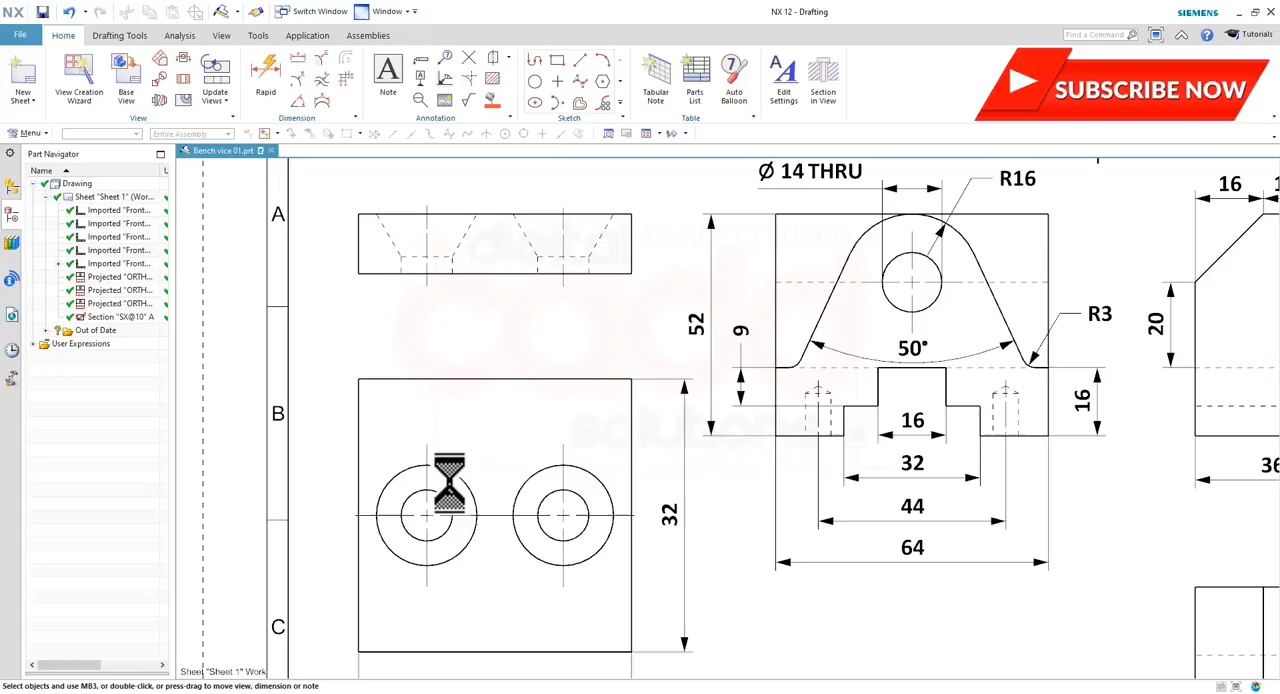 NX
Switch Window
Window
NX 12 - Drafting
SIEMENS
File
Home
Drafting Tools
Analysis
View
Tools
Application
Assemblies
Find a Command
Tutorials
New
Sheet
View Creation
Wizard
Base
View
Update
Views
View
Rapid
Dimension
A
Note
Annotation
Sketch
Tabular
Note
Parts
List
Auto
Balloon
Table
Edit
Settings
Section
in View
SUBSCRIBE NOW
Menu
Entire Assembly
Part Navigator
Bench vice 01.prt
Name
Drawing
Sheet "Sheet 1" (Wor...
Imported "Front...
Imported "Front...
Imported "Front...
Imported "Front...
Imported "Front...
Projected "ORTH...
Projected "ORTH...
Projected "ORTH...
Section "SX@10" A
Out of Date
User Expressions
A
B
C
Ø 14 THRU
R16
16
52
9
50°
R3
20
16
16
32
36
44
64
32
digital
cadd
solutions
Sheet "Sheet 1" Work
Select objects and use MB3, or double-click, or press-drag to move view, dimension or note